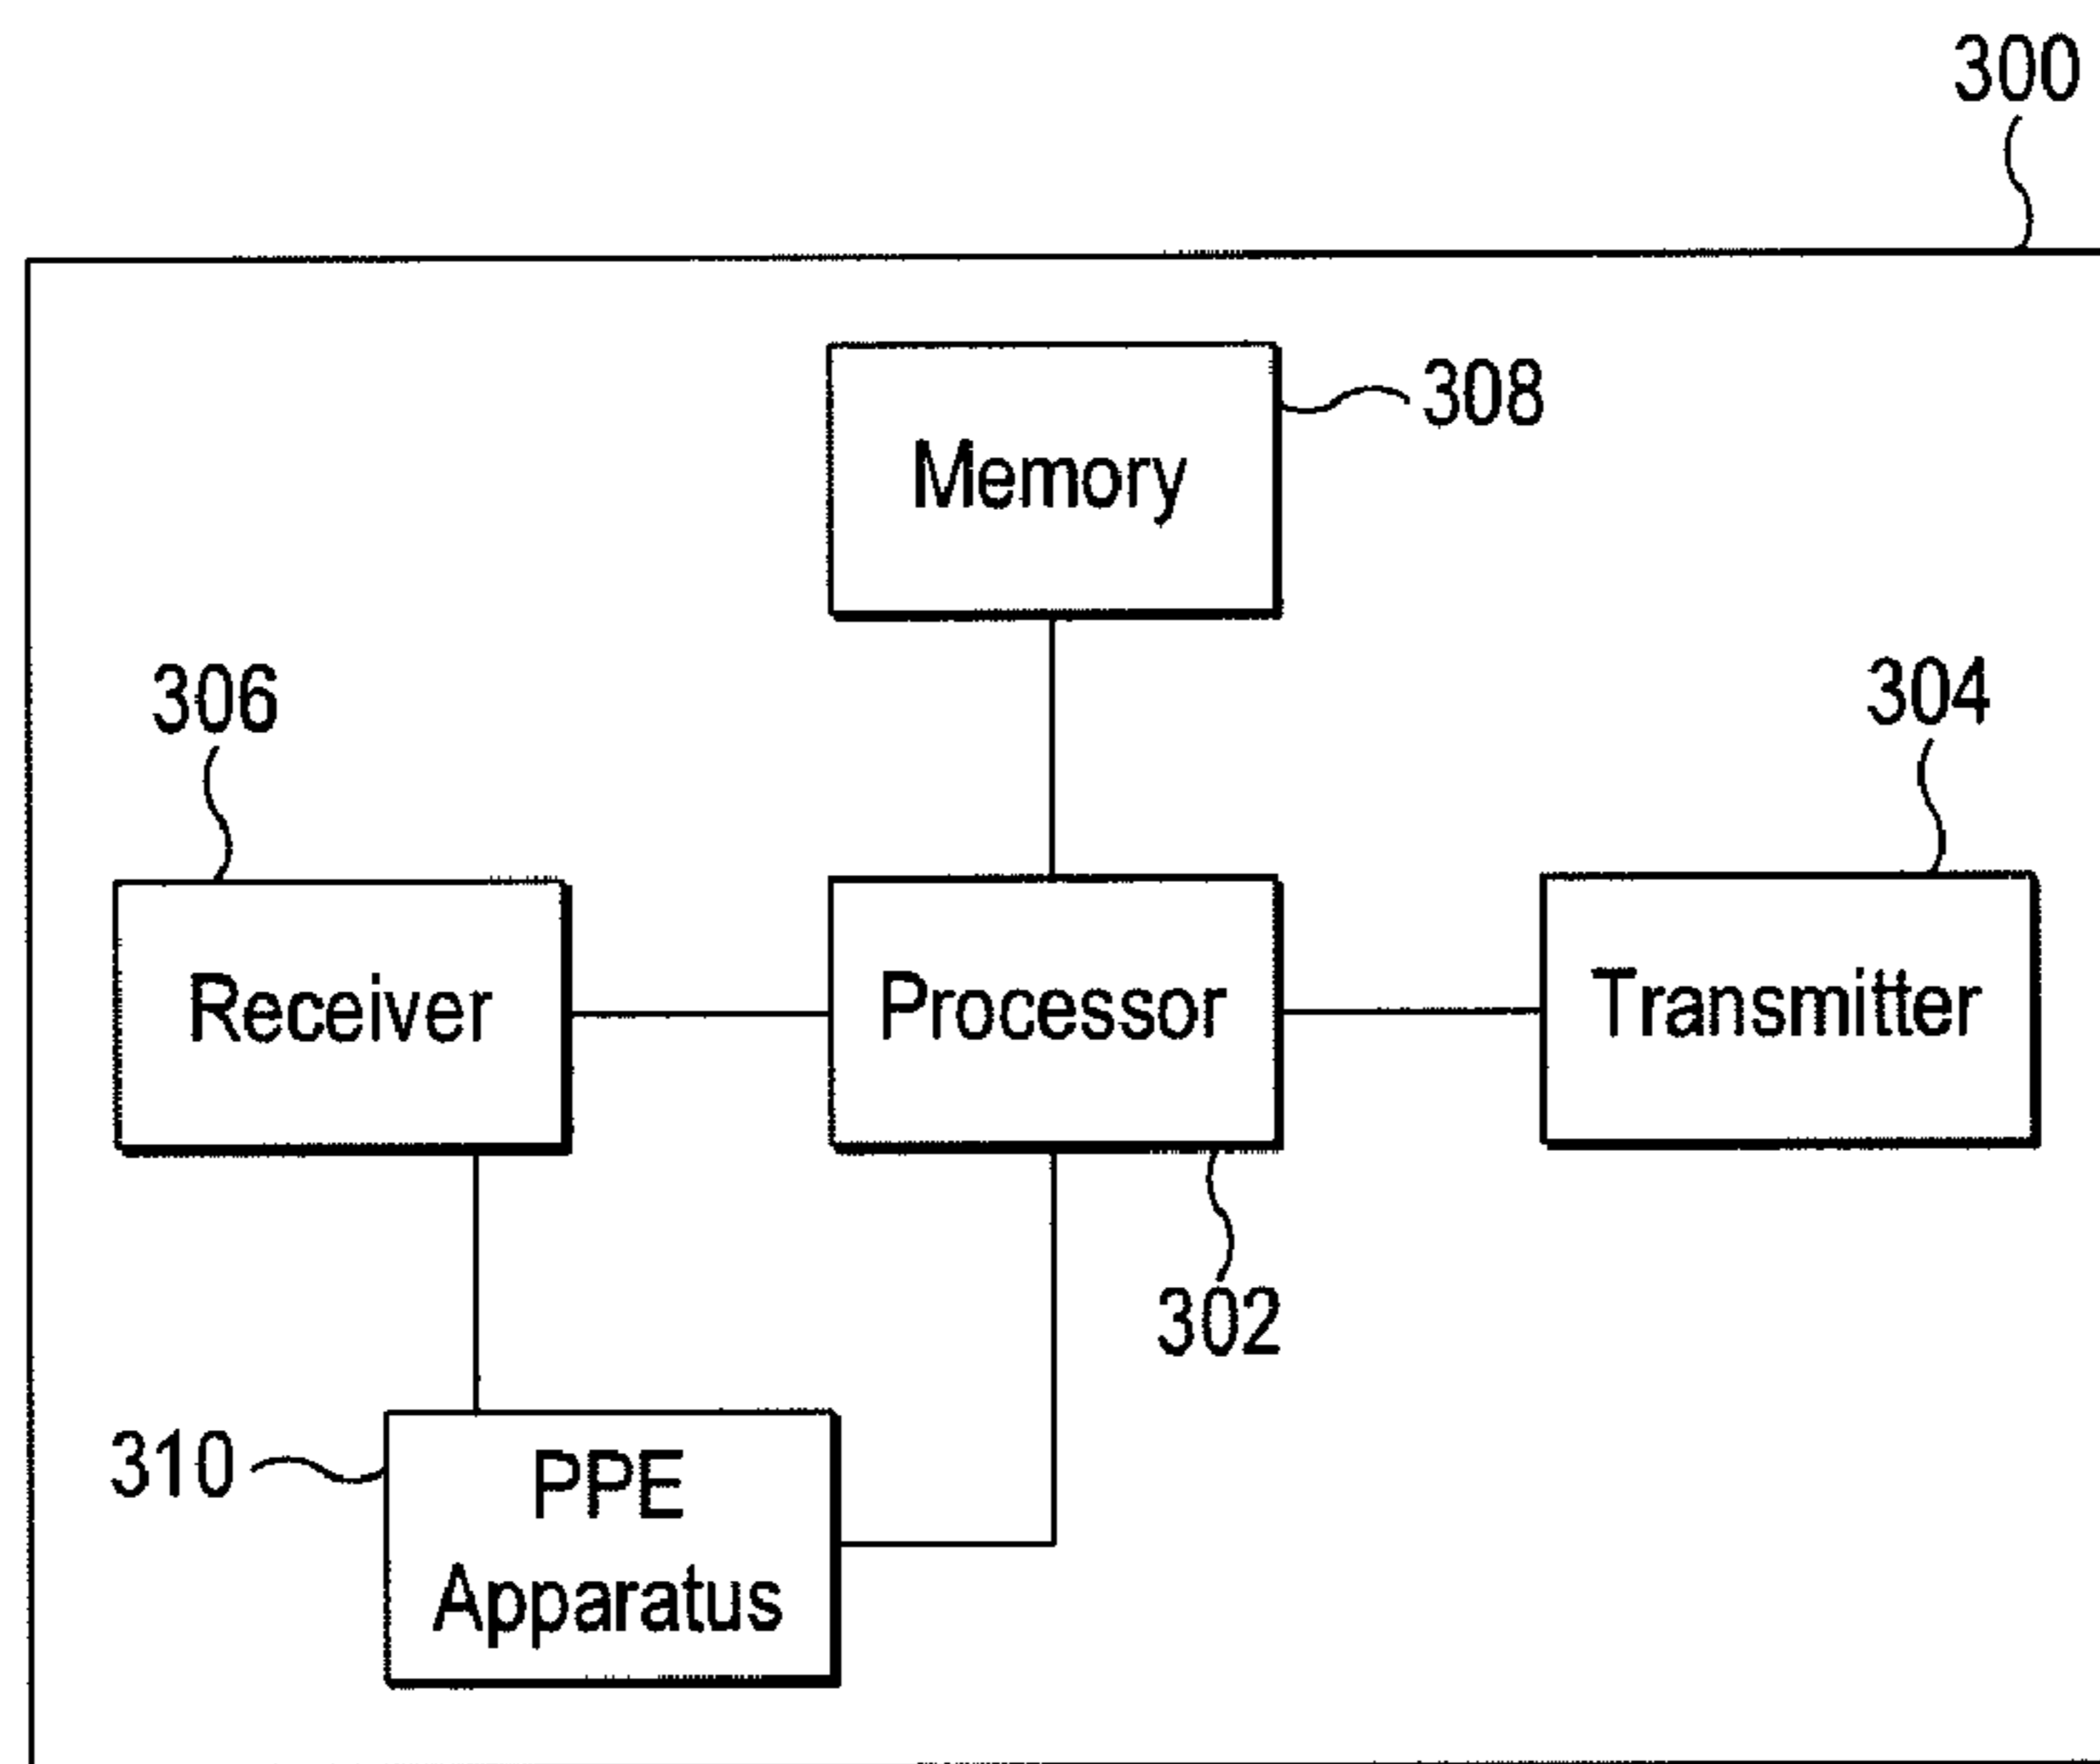 300
Memory
308
306
304
Receiver
Processor
Transmitter
302
310
PPE
Apparatus